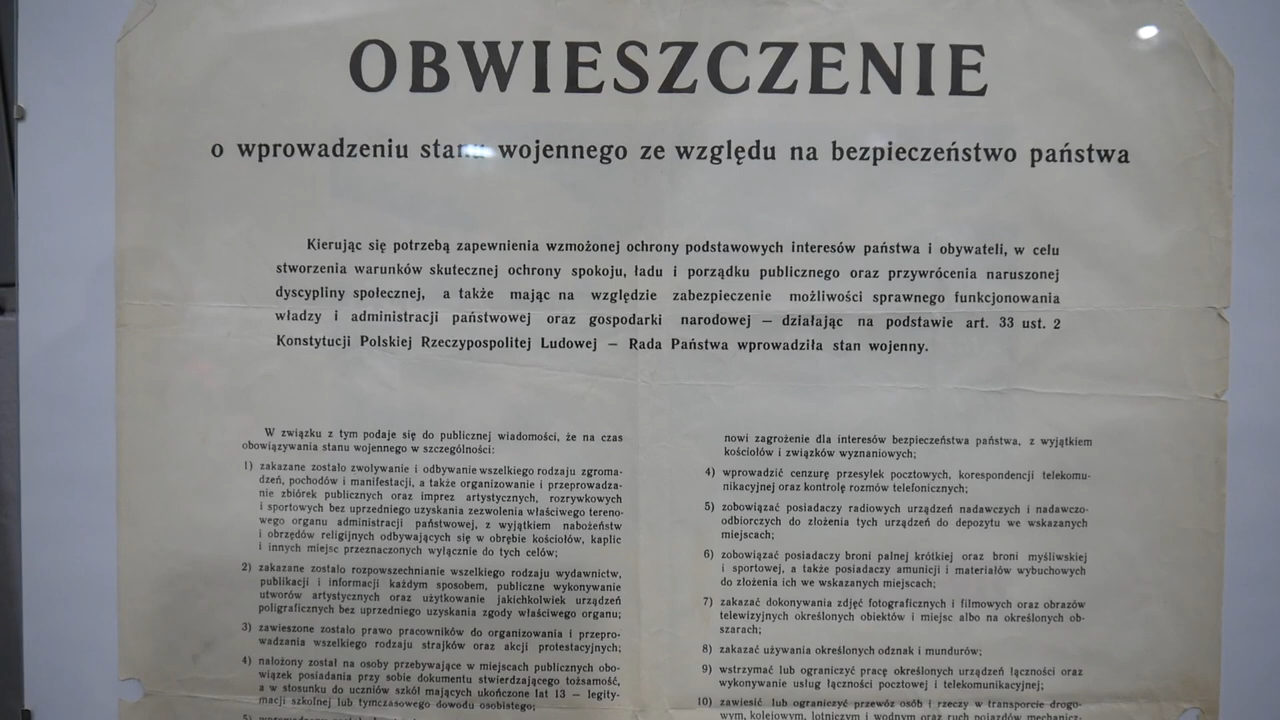 OBWIESZCZENIE
o wprowadzeniu stanu wojennego ze względu na bezpieczeństwo państwa
Kierując się potrzebą zapewnienia wzmożonej ochrony podstawowych interesów państwa i obywateli, w celu
stworzenia warunków skutecznej ochrony spokoju, ładu i porządku publicznego oraz przywrócenia naruszonej
dyscypliny społecznej, a także mając na względzie zabezpieczenie możliwości sprawnego funkcjonowania
władzy i administracji państwowej oraz gospodarki narodowej — działając na podstawie art. 33 ust. 2
Konstytucji Polskiej Rzeczypospolitej Ludowej — Rada Państwa wprowadziła stan wojenny.
W związku z tym podaje się do publicznej wiadomości, że na czas
obowiązywania stanu wojennego w szczególności:
1) zakazane zostało zwoływanie i odbywanie wszelkiego rodzaju zgroma-
dzeń, pochodów i manifestacji, a także organizowanie i przeprowadza-
nie zbiórek publicznych oraz imprez artystycznych, rozrywkowych
i sportowych bez uprzedniego uzyskania zezwolenia właściwego tereno-
wego organu administracji państwowej, z wyjątkiem nabożeństw
i obrzędów religijnych odbywających się w obrębie kościołów, kaplic
i innych miejsc przeznaczonych wyłącznie do tych celów;
2) zakazane zostało rozpowszechnianie wszelkiego rodzaju wydawnictw,
publikacji i informacji każdym sposobem, publiczne wykonywanie
utworów artystycznych oraz użytkowanie jakichkolwiek urządzeń
poligraficznych bez uprzedniego uzyskania zgody właściwego organu;
3) zawieszone zostało prawo pracowników do organizowania i przepro-
wadzania wszelkiego rodzaju strajków oraz akcji protestacyjnych;
4) nałożony został na osoby przebywające w miejscach publicznych obo-
wiązek posiadania przy sobie dokumentu stwierdzającego tożsamość,
a w stosunku do uczniów szkół mających ukończone lat 13 — legity-
macji szkolnej lub tymczasowego dowodu osobistego;
5)
nowi zagrożenie dla interesów bezpieczeństwa państwa, z wyjątkiem
kościołów i związków wyznaniowych;
4) wprowadzić cenzurę przesyłek pocztowych, korespondencji telekomu-
nikacyjnej oraz kontrolę rozmów telefonicznych;
5) zobowiązać posiadaczy radiowych urządzeń nadawczych i nadawczo-
odbiorczych do złożenia tych urządzeń do depozytu we wskazanych
miejscach;
6) zobowiązać posiadaczy broni palnej krótkiej oraz broni myśliwskiej
i sportowej, a także posiadaczy amunicji i materiałów wybuchowych
do złożenia ich we wskazanych miejscach;
7) zakazać dokonywania zdjęć fotograficznych i filmowych oraz obrazów
telewizyjnych określonych obiektów i miejsc albo na określonych ob-
szarach;
8) zakazać używania określonych odznak i mundurów;
9) wstrzymać lub ograniczyć pracę określonych urządzeń łączności oraz
wykonywanie usług łączności pocztowej i telekomunikacyjnej;
10) zawiesić lub ograniczyć przewóz osób i rzeczy w transporcie drogo-
wym, kolejowym, lotniczym i wodnym oraz ruch pojazdów mechanicz-